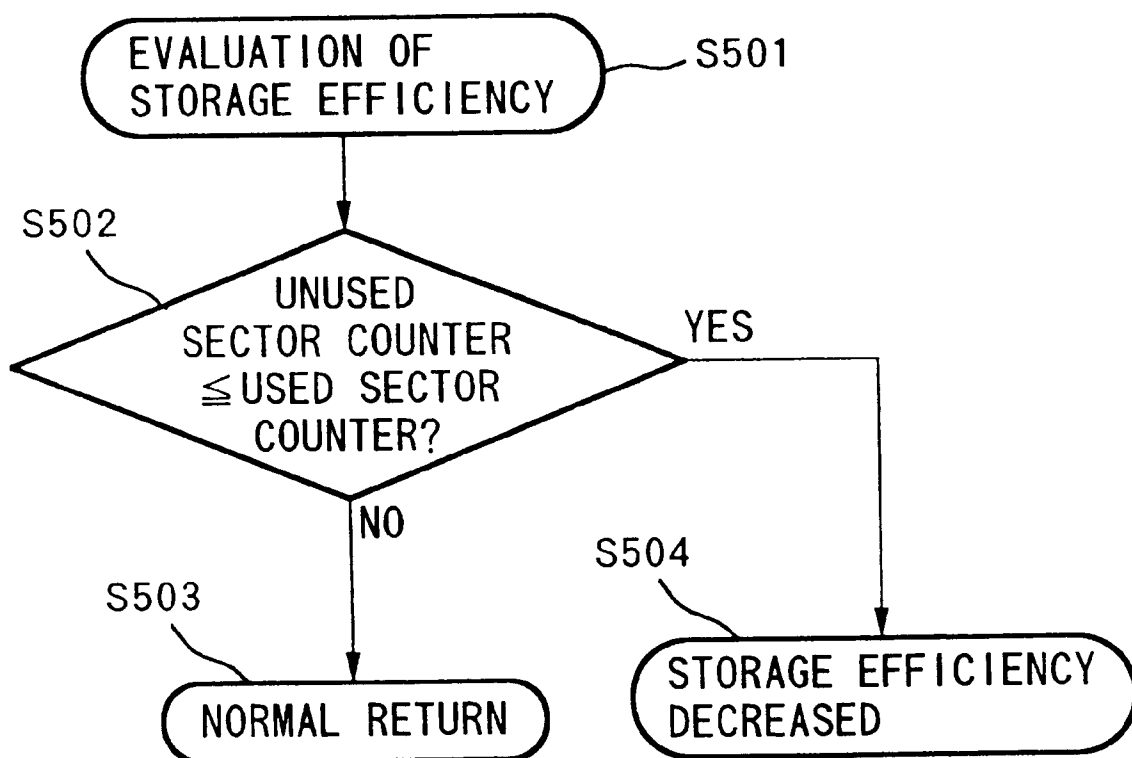 EVALUATION OF
STORAGE EFFICIENCY
S501
S502
UNUSED
SECTOR COUNTER
≦USED SECTOR
COUNTER?
YES
NO
S503
NORMAL RETURN
S504
STORAGE EFFICIENCY
DECREASED